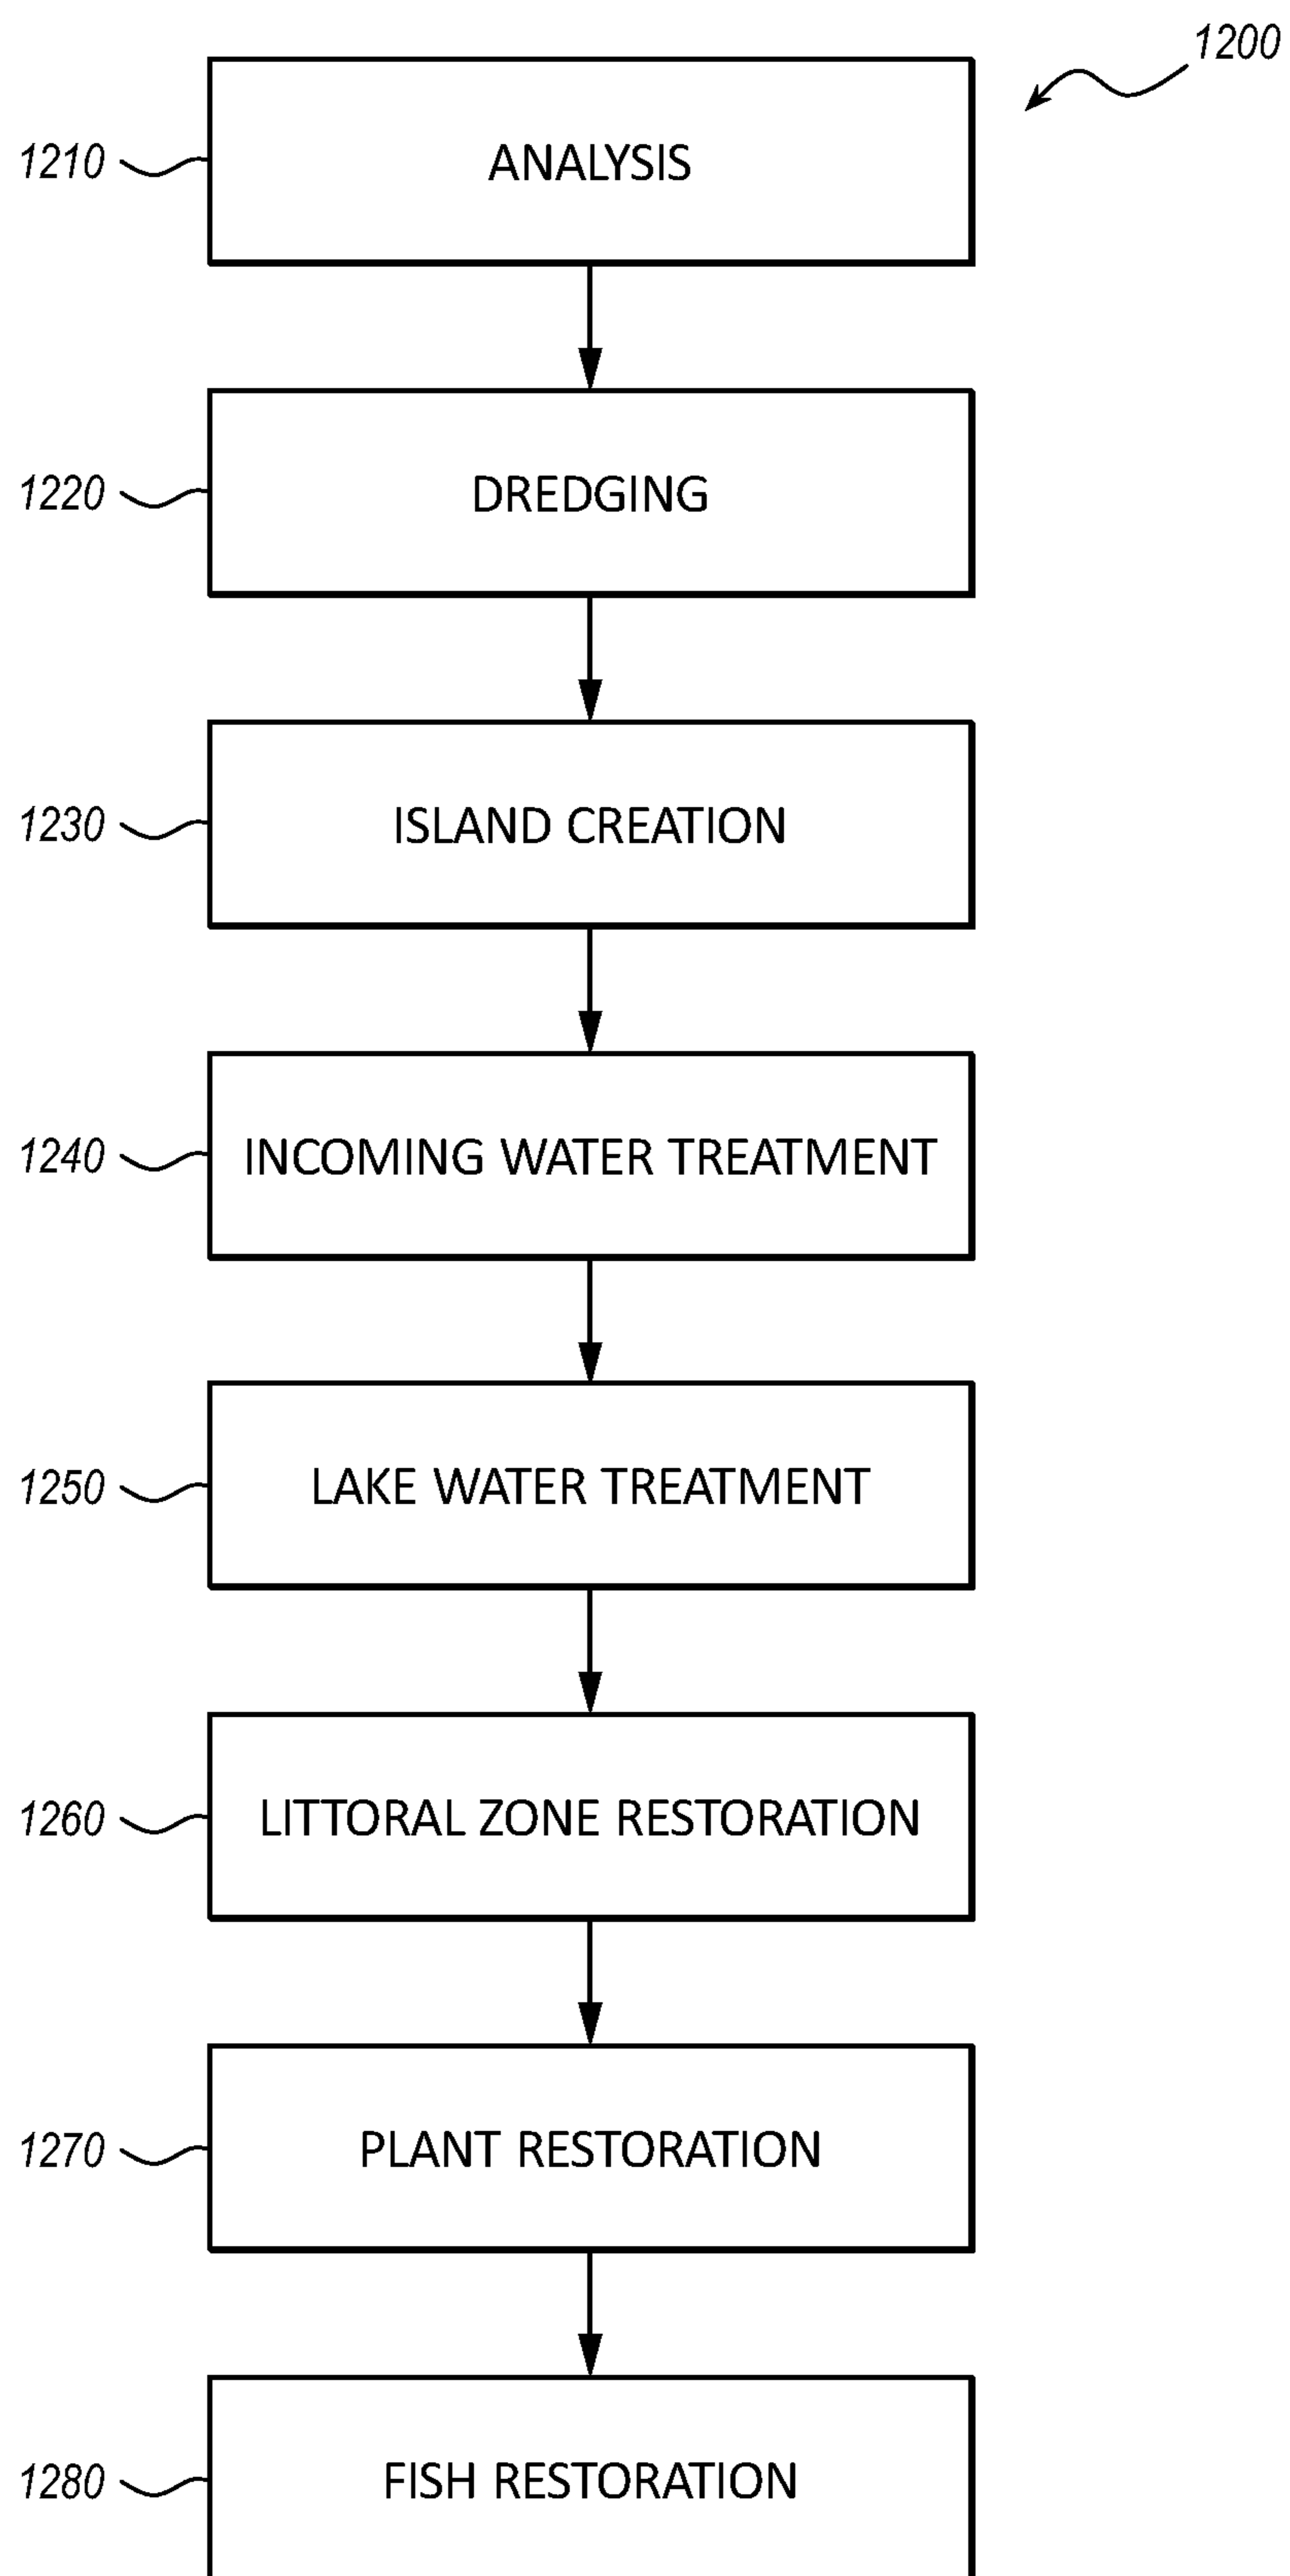 1200
1210 ANALYSIS
1220 DREDGING
1230 ISLAND CREATION
1240 INCOMING WATER TREATMENT
1250 LAKE WATER TREATMENT
1260 LITTORAL ZONE RESTORATION
1270 PLANT RESTORATION
1280 FISH RESTORATION